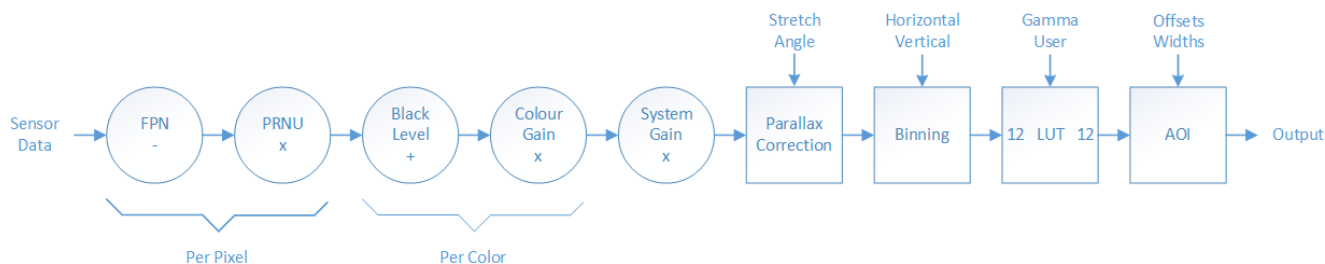 Stretch
Angle
Horizontal
Vertical
Gamma
User
Offsets
Widths
Sensor
Data
FPN
-
PRNU
x
Black
Level
+
Colour
Gain
x
System
Gain
x
Parallax
Correction
Binning
12 LUT 12
AOI
Output
Per Pixel
Per Color